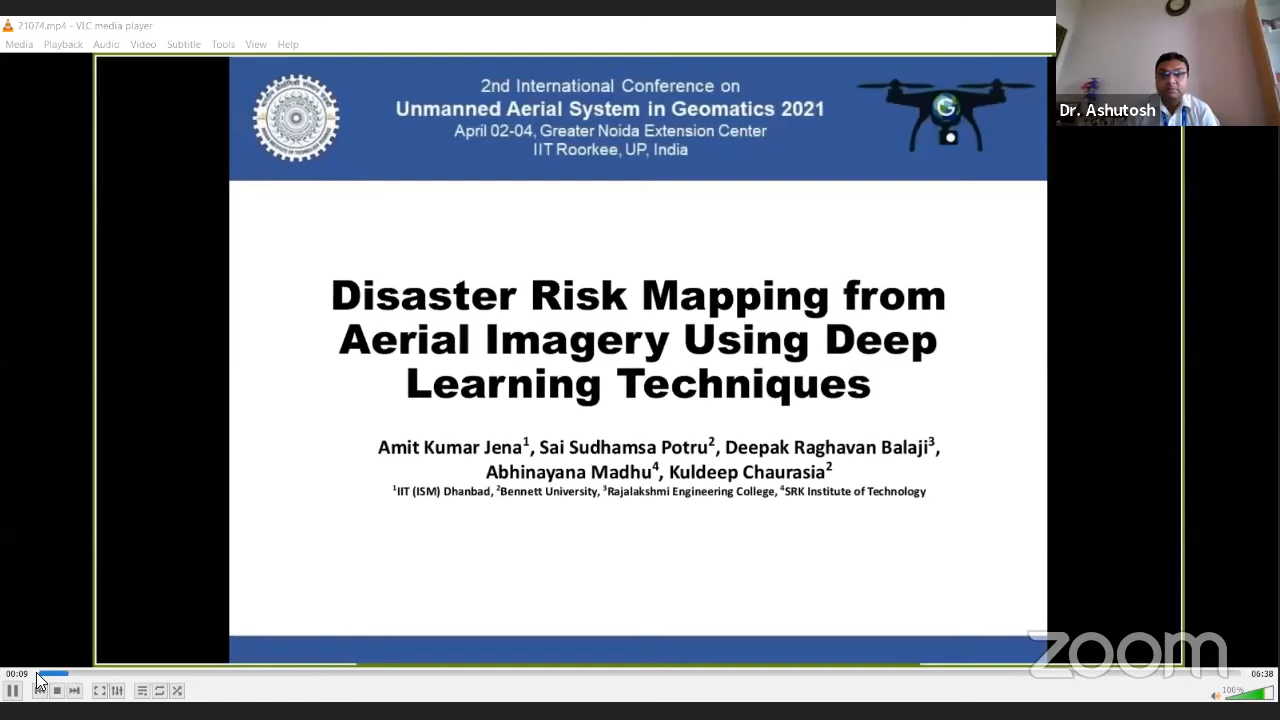 21074.mp4 - VLC media player
Media Playback Audio Video Subtitle Tools View Help
Dr. Ashutosh
2nd International Conference on
Unmanned Aerial System in Geomatics 2021
April 02-04, Greater Noida Extension Center
IIT Roorkee, UP, India
G
Disaster Risk Mapping from
Aerial Imagery Using Deep
Learning Techniques
Amit Kumar Jena1, Sai Sudhamsa Potru2, Deepak Raghavan Balaji3,
Abhinayana Madhu4, Kuldeep Chaurasia2
1IIT (ISM) Dhanbad, 2Bennett University, 3Rajalakshmi Engineering College, 4SRK Institute of Technology
zoom
00:09
06:38
100%